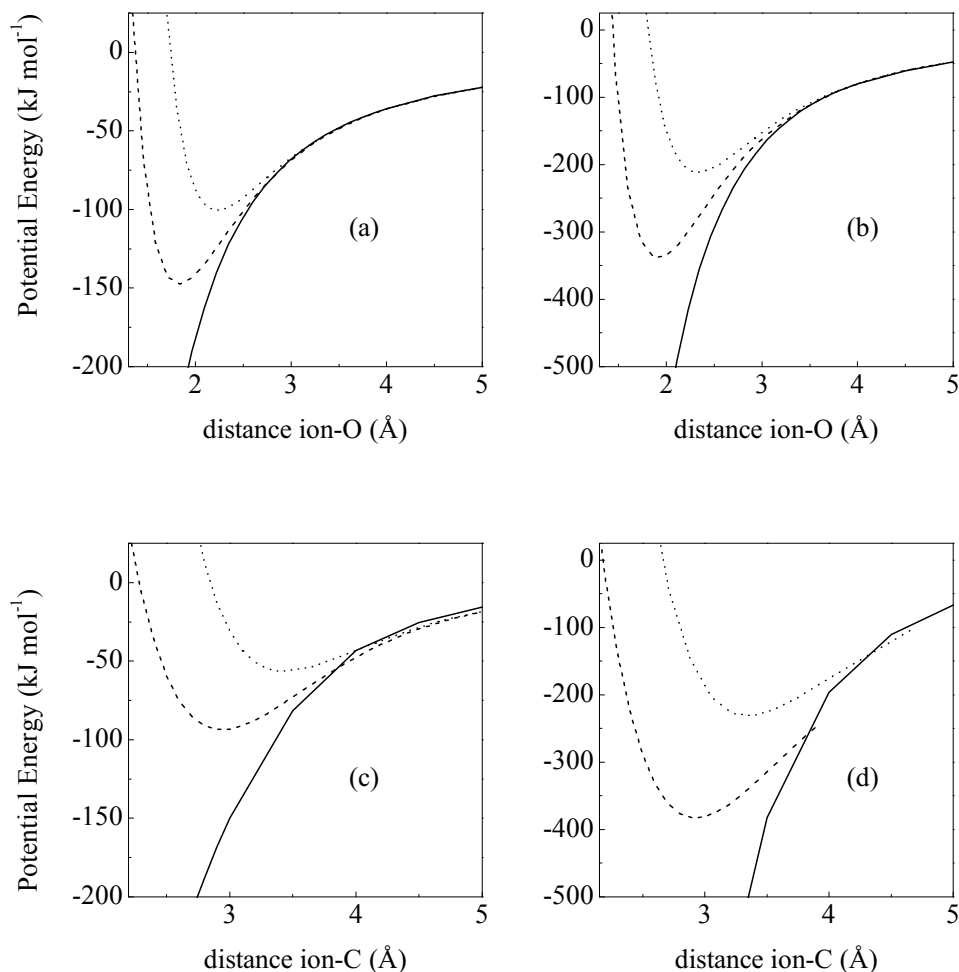 Potential Energy (kJ mol⁻¹)
0
-50
-100
-150
-200
(a)
2 3 4 5
distance ion-O (Å)
0
-100
-200
-300
-400
-500
(b)
2 3 4 5
distance ion-O (Å)
Potential Energy (kJ mol⁻¹)
0
-50
-100
-150
-200
(c)
3 4 5
distance ion-C (Å)
0
-100
-200
-300
-400
-500
(d)
3 4 5
distance ion-C (Å)